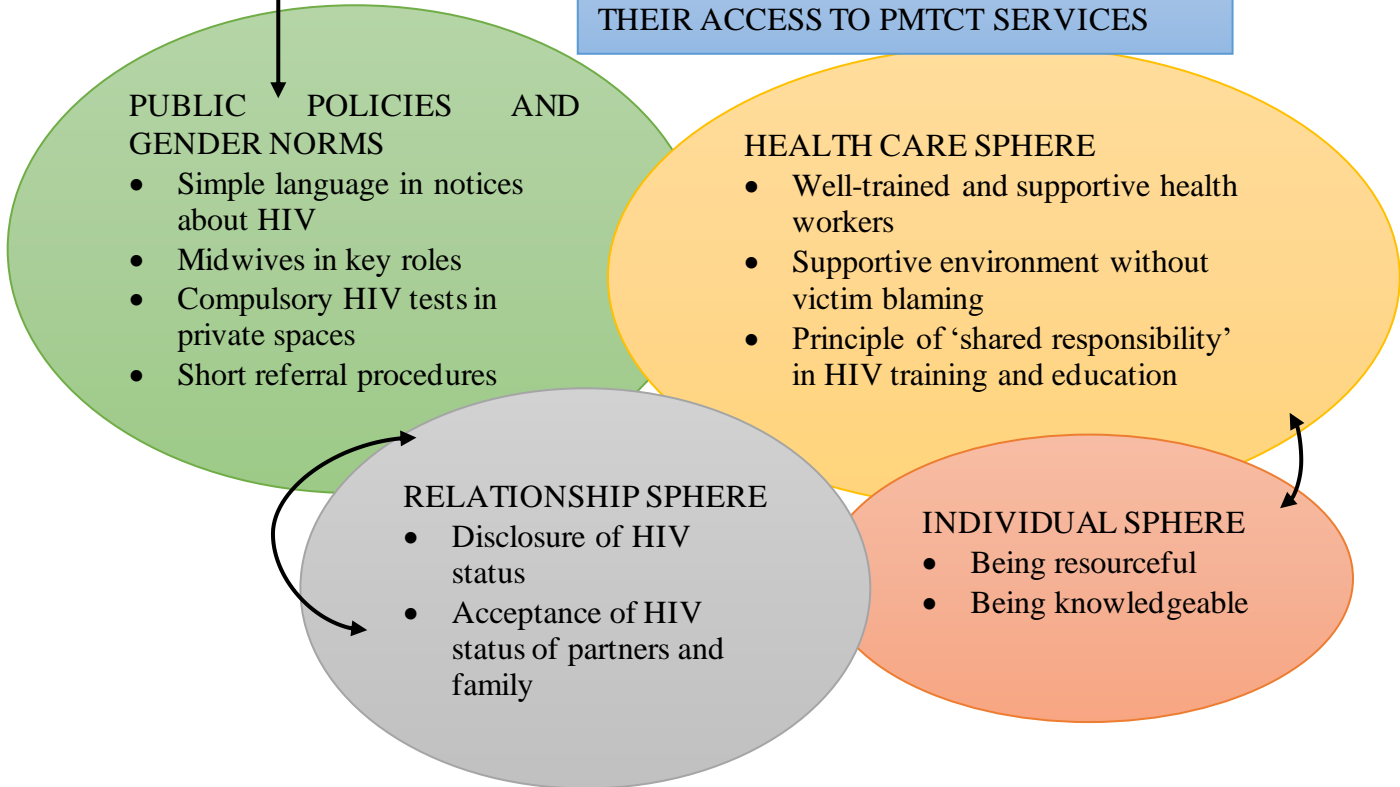 THEIR ACCESS TO PMTCT SERVICES
PUBLIC POLICIES AND
GENDER NORMS
• Simple language in notices
about HIV
• Midwives in key roles
• Compulsory HIV tests in
private spaces
• Short referral procedures
HEALTH CARE SPHERE
• Well-trained and supportive health
workers
• Supportive environment without
victim blaming
• Principle of ‘shared responsibility’
in HIV training and education
RELATIONSHIP SPHERE
• Disclosure of HIV
status
• Acceptance of HIV
status of partners and
family
INDIVIDUAL SPHERE
• Being resourceful
• Being knowledgeable